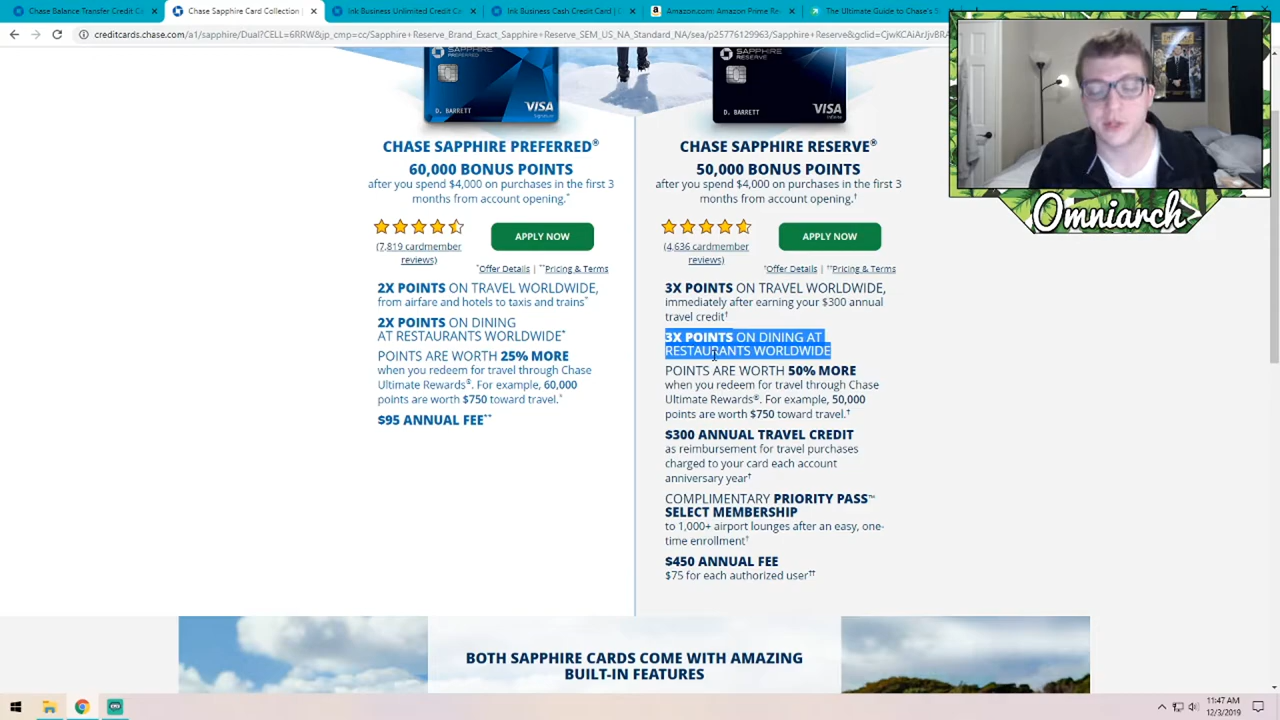 Chase Balance Transfer Credit Ca
Chase Sapphire Card Collection |
Ink Business Unlimited Credit Ca
Ink Business Cash Credit Card | C
Amazon.com: Amazon Prime Re
The Ultimate Guide to Chase's 5
creditcards.chase.com/a1/sapphire/Dual?CELL=6RRW&jp_cmp=cc/Sapphire+Reserve_Brand_Exact_Sapphire+Reserve_SEM_US_NA_Standard_NA/sea/p25776129963/Sapphire+Reserve&gclid=CjwKCAiArJjvBRA
SAPPHIRE
PREFERRED
D. BARRETT
VISA
Signature
SAPPHIRE
RESERVE
D. BARRETT
VISA
Infinite
Omniarch
CHASE SAPPHIRE PREFERRED®
60,000 BONUS POINTS
after you spend $4,000 on purchases in the first 3
months from account opening.*
(7,819 cardmember
reviews)
APPLY NOW
*Offer Details | **Pricing & Terms
2X POINTS ON TRAVEL WORLDWIDE,
from airfare and hotels to taxis and trains*
2X POINTS ON DINING
AT RESTAURANTS WORLDWIDE*
POINTS ARE WORTH 25% MORE
when you redeem for travel through Chase
Ultimate Rewards®. For example, 60,000
points are worth $750 toward travel.*
$95 ANNUAL FEE**
CHASE SAPPHIRE RESERVE®
50,000 BONUS POINTS
after you spend $4,000 on purchases in the first 3
months from account opening.†
(4,636 cardmember
reviews)
APPLY NOW
†Offer Details | ††Pricing & Terms
3X POINTS ON TRAVEL WORLDWIDE,
immediately after earning your $300 annual
travel credit†
3X POINTS ON DINING AT
RESTAURANTS WORLDWIDE
POINTS ARE WORTH 50% MORE
when you redeem for travel through Chase
Ultimate Rewards®. For example, 50,000
points are worth $750 toward travel.†
$300 ANNUAL TRAVEL CREDIT
as reimbursement for travel purchases
charged to your card each account
anniversary year†
COMPLIMENTARY PRIORITY PASS™
SELECT MEMBERSHIP
to 1,000+ airport lounges after an easy, one-
time enrollment†
$450 ANNUAL FEE
$75 for each authorized user††
BOTH SAPPHIRE CARDS COME WITH AMAZING
BUILT-IN FEATURES
11:47 AM
12/3/2019